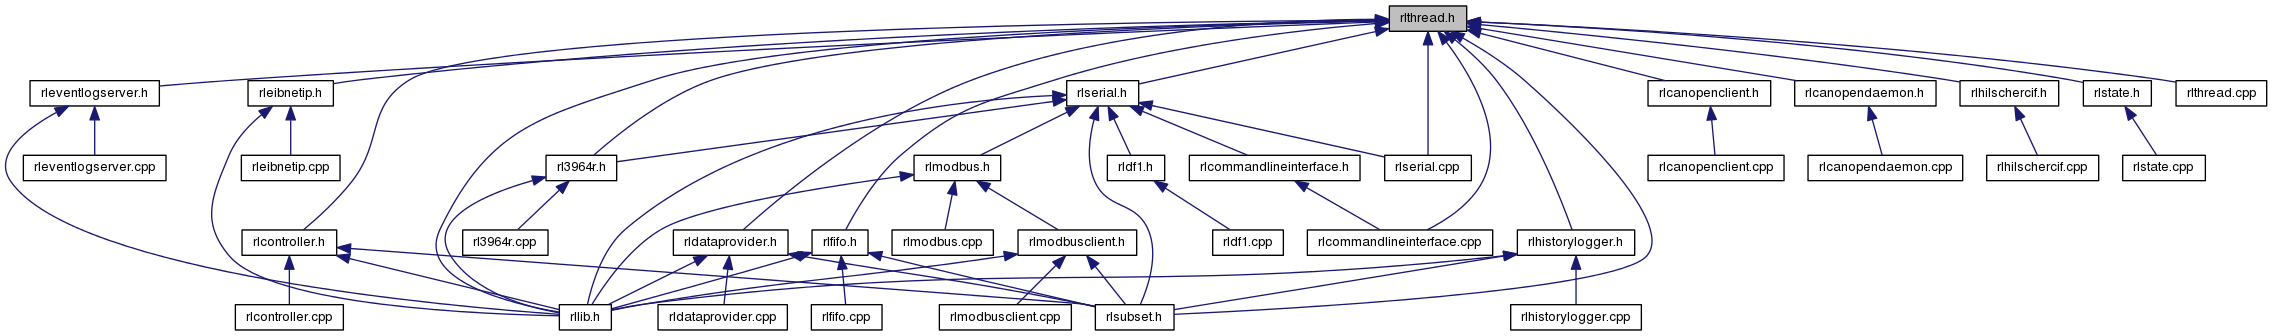 rlthread.h
rleventlogserver.h
rleibnetip.h
rlserial.h
rlcanopenclient.h
rlcanopendaemon.h
rlhilschercif.h
rlstate.h
rlthread.cpp
rleventlogserver.cpp
rleibnetip.cpp
rl3964r.h
rlmodbus.h
rldf1.h
rlcommandlineinterface.h
rlserial.cpp
rlcanopenclient.cpp
rlcanopendaemon.cpp
rlhilschercif.cpp
rlstate.cpp
rlcontroller.h
rl3964r.cpp
rldataprovider.h
rlfifo.h
rlmodbus.cpp
rlmodbusclient.h
rldf1.cpp
rlcommandlineinterface.cpp
rlhistorylogger.h
rlcontroller.cpp
rllib.h
rldataprovider.cpp
rlfifo.cpp
rlmodbusclient.cpp
rlsubset.h
rlhistorylogger.cpp